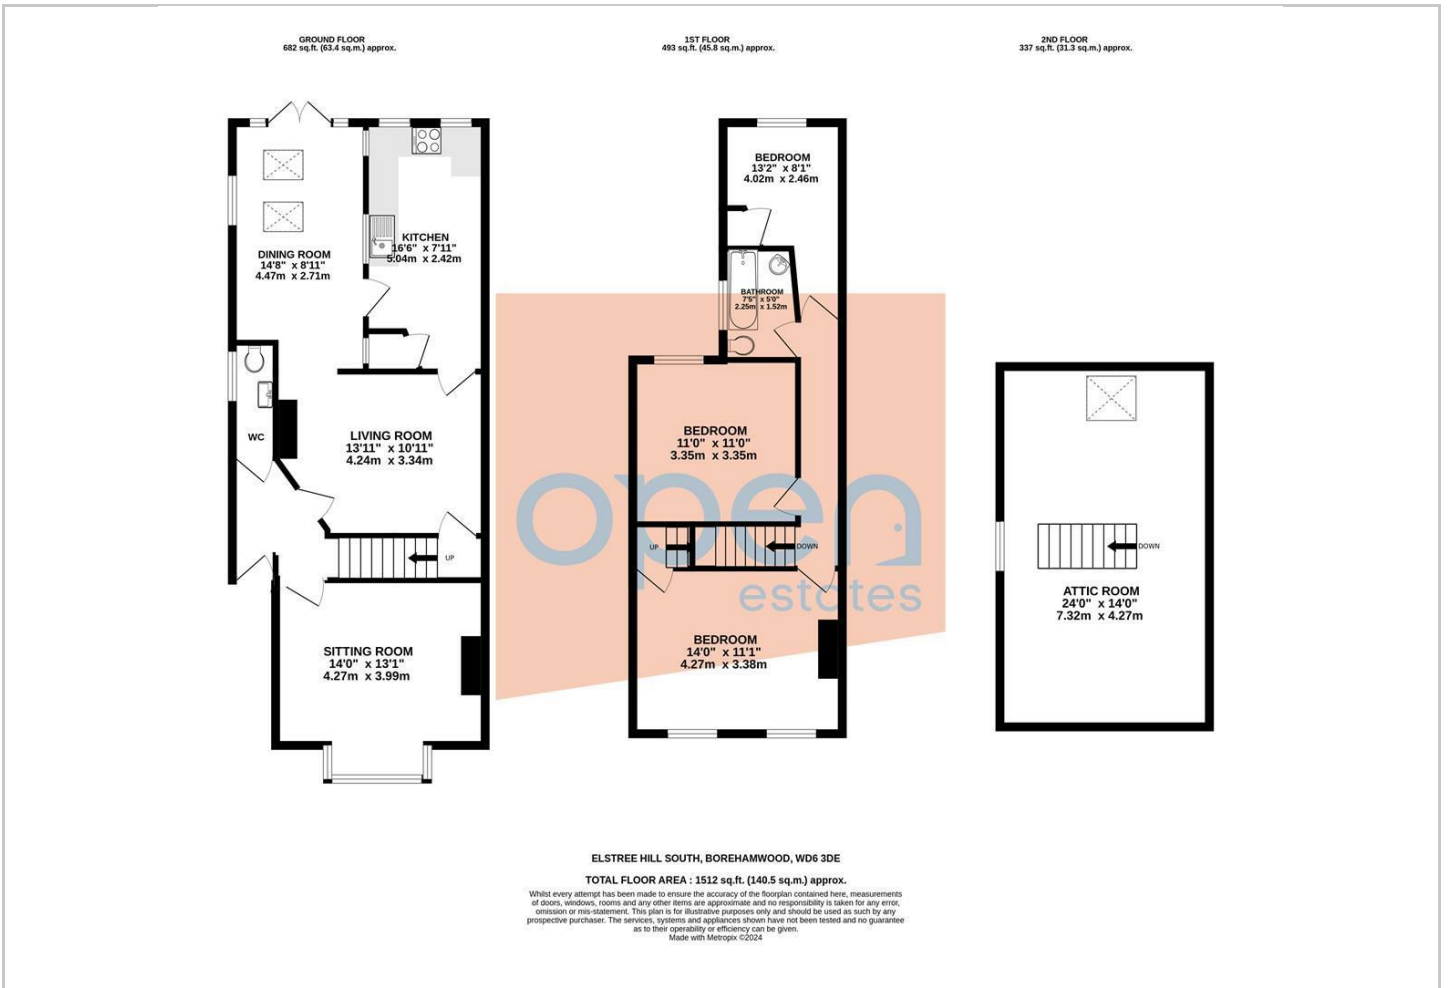 GROUND FLOOR
682 sq.ft. (63.4 sq.m.) approx.
1ST FLOOR
493 sq.ft. (45.8 sq.m.) approx.
2ND FLOOR
337 sq.ft. (31.3 sq.m.) approx.
DINING ROOM
14'8" x 8'11"
4.47m x 2.71m
KITCHEN
16'6" x 7'11"
5.04m x 2.42m
WC
LIVING ROOM
13'11" x 10'11"
4.24m x 3.34m
UP
SITTING ROOM
14'0" x 13'1"
4.27m x 3.99m
BEDROOM
13'2" x 8'1"
4.02m x 2.46m
BATHROOM
7'5" x 5'0"
2.25m x 1.52m
BEDROOM
11'0" x 11'0"
3.35m x 3.35m
open
estates
UP
DOWN
BEDROOM
14'0" x 11'1"
4.27m x 3.38m
DOWN
ATTIC ROOM
24'0" x 14'0"
7.32m x 4.27m
ELSTREE HILL SOUTH, BOREHAMWOOD, WD6 3DE
TOTAL FLOOR AREA : 1512 sq.ft. (140.5 sq.m.) approx.
Whilst every attempt has been made to ensure the accuracy of the floorplan contained here, measurements
of doors, windows, rooms and any other items are approximate and no responsibility is taken for any error,
omission or mis-statement. This plan is for illustrative purposes only and should be used as such by any
prospective purchaser. The services, systems and appliances shown have not been tested and no guarantee
as to their operability or efficiency can be given.
Made with Metropix ©2024